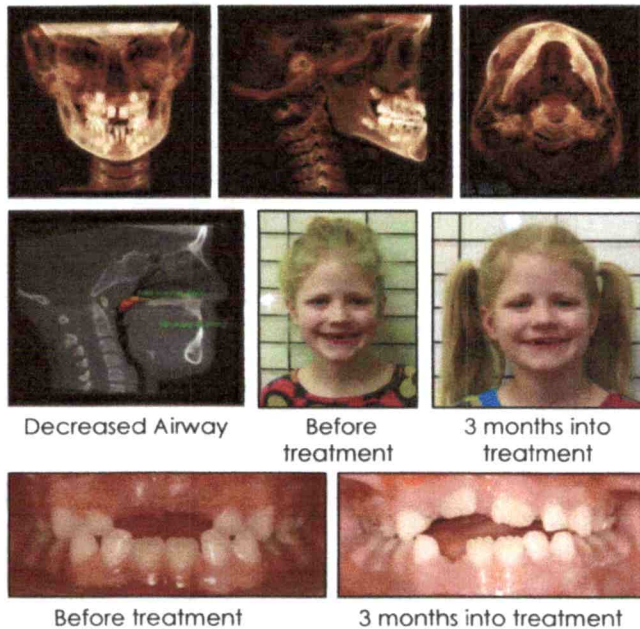 Decreased Airway
Before
treatment
3 months into
treatment
Before treatment
3 months into treatment